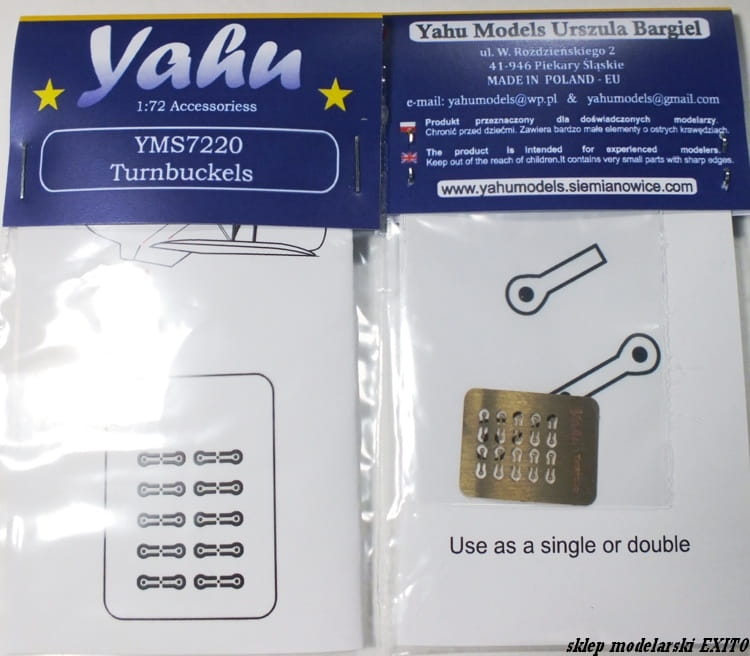 Yahu
1:72 Accessoriess
YMS7220
Turnbuckels
Yahu Models Urszula Bargiel
ul. W. Roździeńskiego 2
41-946 Piekary Śląskie
MADE IN POLAND - EU
e-mail: yahumodels@wp.pl & yahumodels@gmail.com
Produkt przeznaczony dla doświadczonych modelarzy.
Chronić przed dziećmi. Zawiera bardzo małe elementy o ostrych krawędziach.
The product is intended for experienced modelers.
Keep out of the reach of children.It contains very small parts with sharp edges.
www.yahumodels.siemianowice.com
Use as a single or double
sklep modelarski EXITO